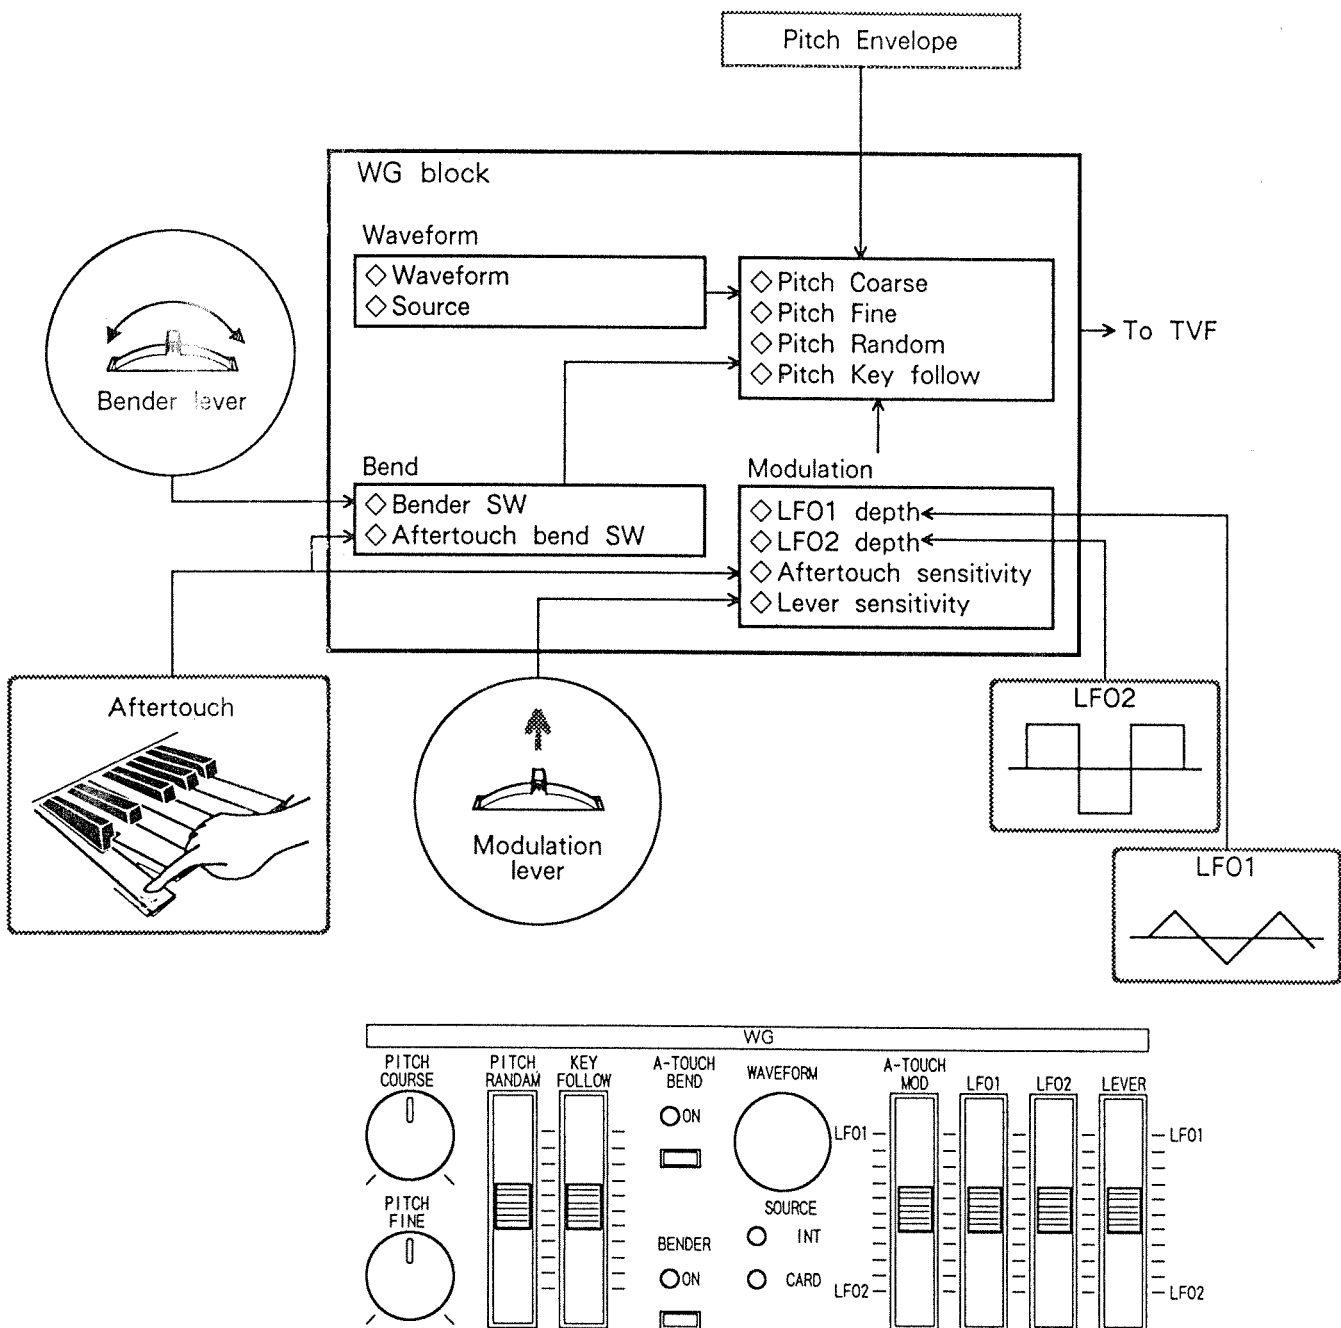 Pitch Envelope
WG block
Waveform
◇ Waveform
◇ Source
◇ Pitch Coarse
◇ Pitch Fine
◇ Pitch Random
◇ Pitch Key follow
To TVF
Bender lever
Bend
◇ Bender SW
◇ Aftertouch bend SW
Modulation
◇ LFO1 depth
◇ LFO2 depth
◇ Aftertouch sensitivity
◇ Lever sensitivity
Aftertouch
Modulation
lever
LFO2
LFO1
WG
PITCH
COURSE
PITCH
RANDAM
KEY
FOLLOW
A-TOUCH
BEND
ON
WAVEFORM
A-TOUCH
MOD
LFO1
LFO2
LEVER
LFO1
LFO1
PITCH
FINE
BENDER
ON
SOURCE
INT
CARD
LFO2
LFO2